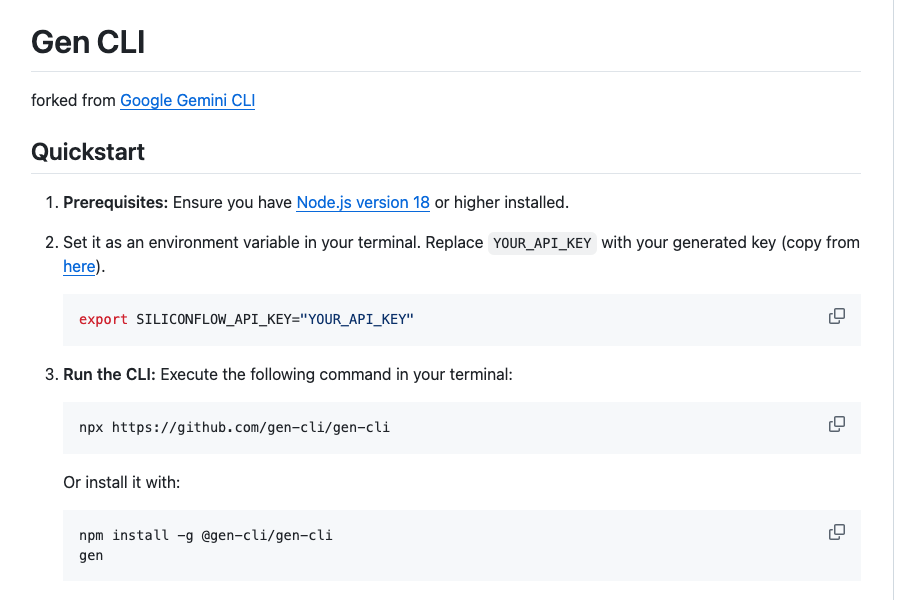 Gen CLI
forked from Google Gemini CLI
Quickstart
1. Prerequisites: Ensure you have Node.js version 18 or higher installed.
2. Set it as an environment variable in your terminal. Replace YOUR_API_KEY with your generated key (copy from
here).
export SILICONFLOW_API_KEY="YOUR_API_KEY"
3. Run the CLI: Execute the following command in your terminal:
npx https://github.com/gen-cli/gen-cli
Or install it with:
npm install -g @gen-cli/gen-cli
gen